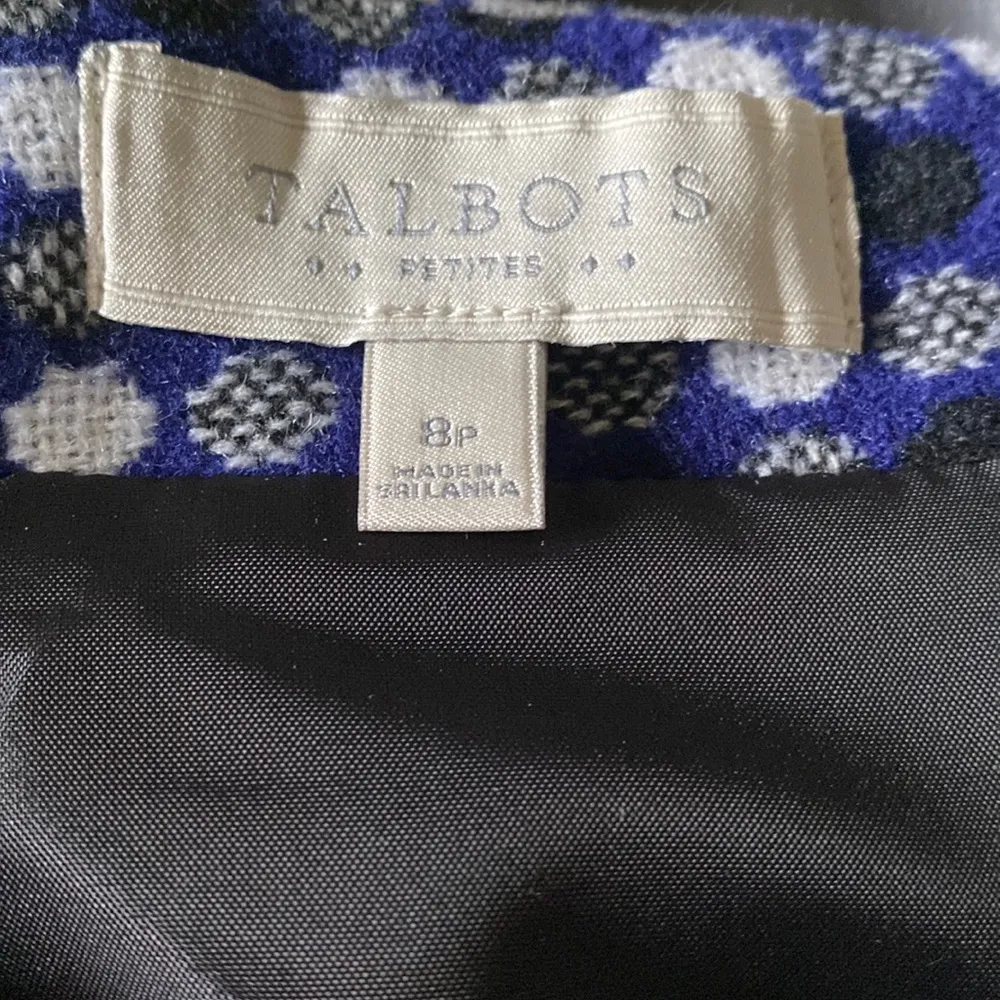 TALBOTS
PETITES
8P
MADE IN
SRI LANKA